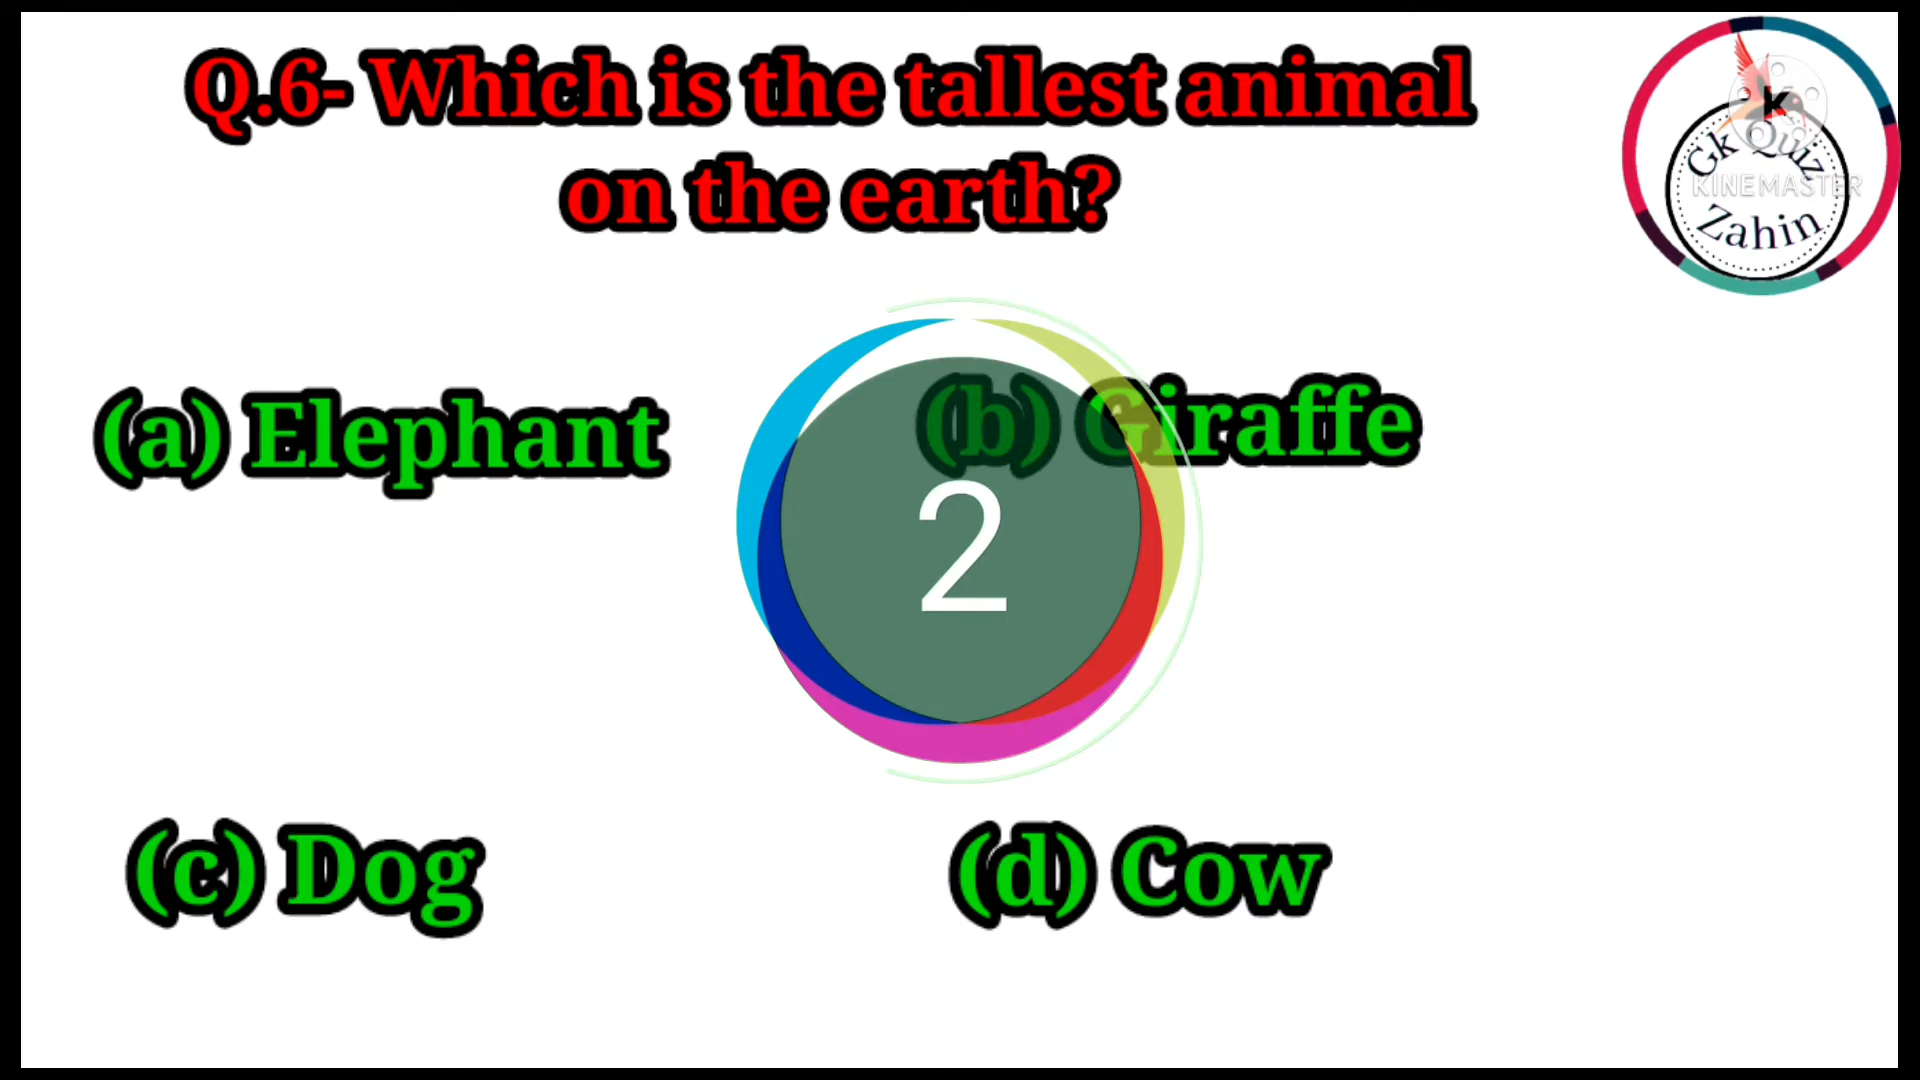 Q.6- Which is the tallest animal
on the earth?
k
Gk Quiz
KINEMASTER
Zahin
(a) Elephant
(b) Giraffe
2
(c) Dog
(d) Cow